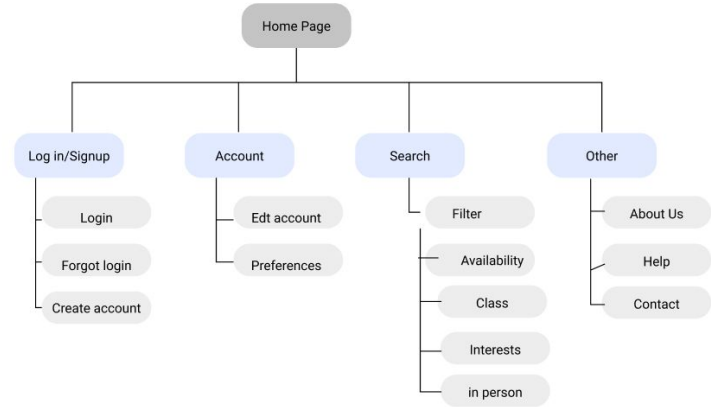 Home Page
Log in/Signup
Account
Search
Other
Login
Forgot login
Create account
Edt account
Preferences
Filter
Availability
Class
Interests
in person
About Us
Help
Contact